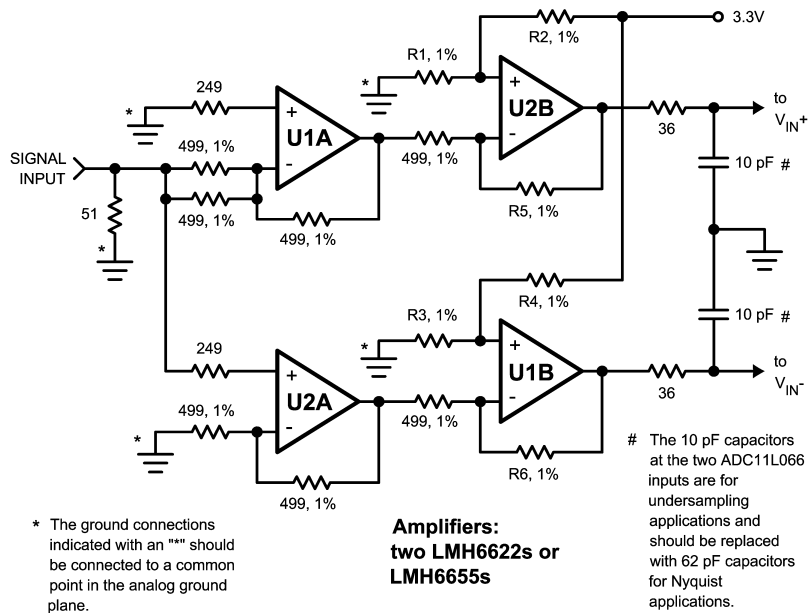 R2, 1%
3.3V
R1, 1%
*
+
U2B
-
to
VIN+
36
249
*
+
U1A
-
499, 1%
SIGNAL
INPUT
499, 1%
499, 1%
51
*
499, 1%
R5, 1%
10 pF #
R4, 1%
R3, 1%
*
+
U1B
-
10 pF #
to
VIN-
36
249
+
U2A
-
499, 1%
*
499, 1%
499, 1%
R6, 1%
# The 10 pF capacitors
at the two ADC11L066
inputs are for
undersampling
applications and
should be replaced
with 62 pF capacitors
for Nyquist
applications.
* The ground connections
indicated with an "*" should
be connected to a common
point in the analog ground
plane.
Amplifiers:
two LMH6622s or
LMH6655s